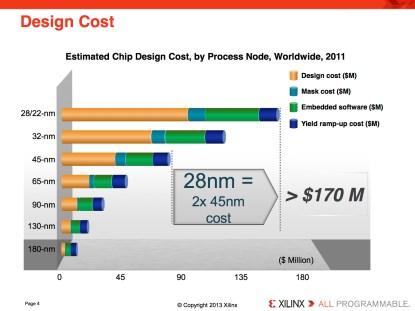 Design Cost
Estimated Chip Design Cost, by Process Node, Worldwide, 2011
Design cost ($M)
Mask cost ($M)
Embedded software ($M)
Yield ramp-up cost ($M)
28/22-nm
32-nm
45-nm
65-nm
90-nm
130-nm
180-nm
28nm =
2x 45nm
cost
> $170 M
($ Million)
0 45 90 135 180
Page 4
© Copyright 2013 Xilinx
XILINX ALL PROGRAMMABLE.